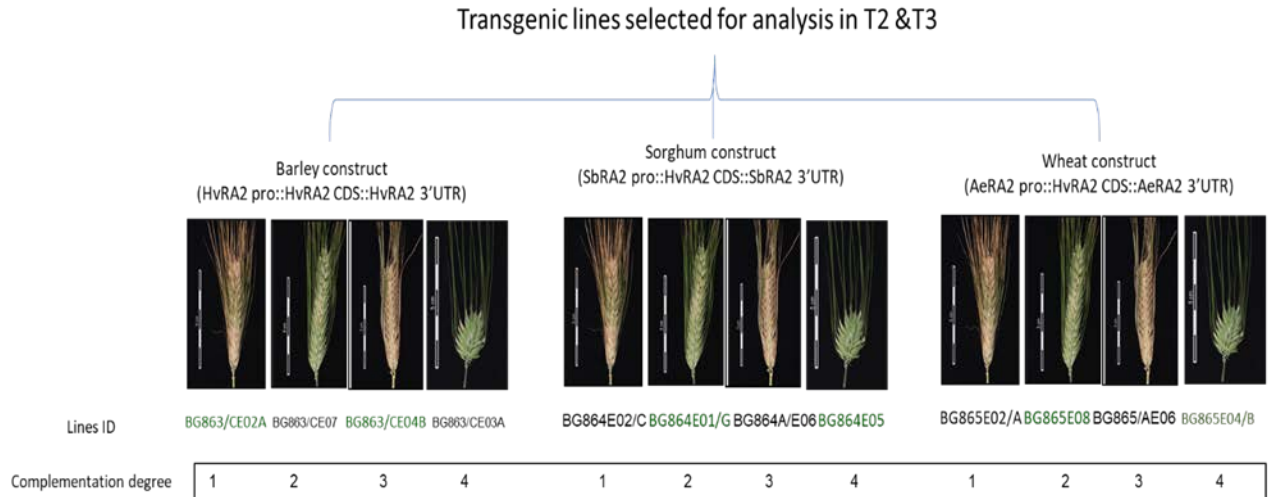 Transgenic lines selected for analysis in T2 &T3
Barley construct
(HvRA2 pro::HvRA2 CDS::HvRA2 3'UTR)
Sorghum construct
(SbRA2 pro::HvRA2 CDS::SbRA2 3'UTR)
Wheat construct
(AeRA2 pro::HvRA2 CDS::AeRA2 3'UTR)
Lines ID
BG863/CE02A BG863/CE07 BG863/CE04B BG863/CE03A
BG864E02/C BG864E01/G BG864A/E06 BG864E05
BG865E02/A BG865E08 BG865/AE06 BG865E04/B
Complementation degree 1 2 3 4 1 2 3 4 1 2 3 4